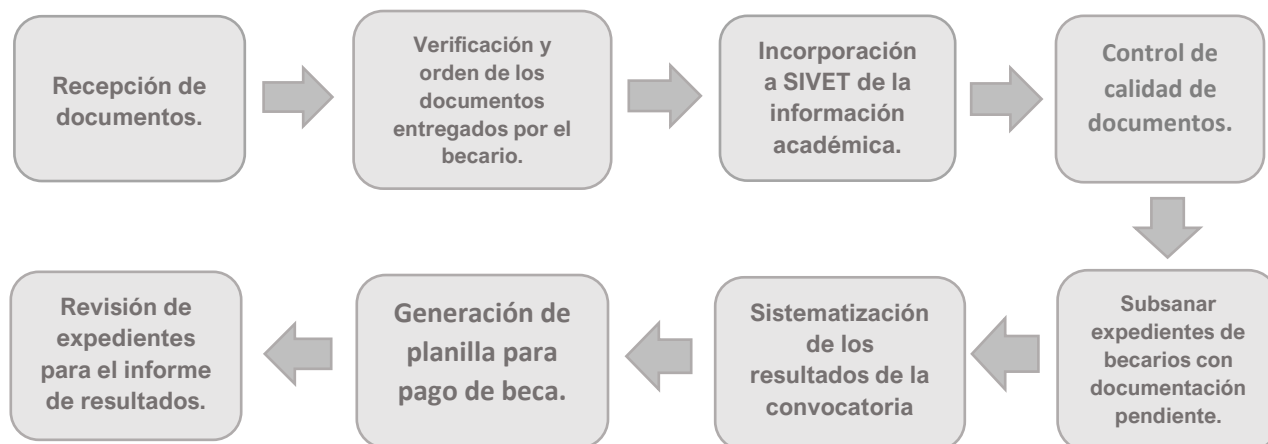 Recepción de
documentos.
Verificación y
orden de los
documentos
entregados por el
becario.
Incorporación
a SIVET de la
información
académica.
Control de
calidad de
documentos.
Subsanar
expedientes de
becarios con
documentación
pendiente.
Sistematización
de los
resultados de la
convocatoria
Generación de
planilla para
pago de beca.
Revisión de
expedientes
para el informe
de resultados.